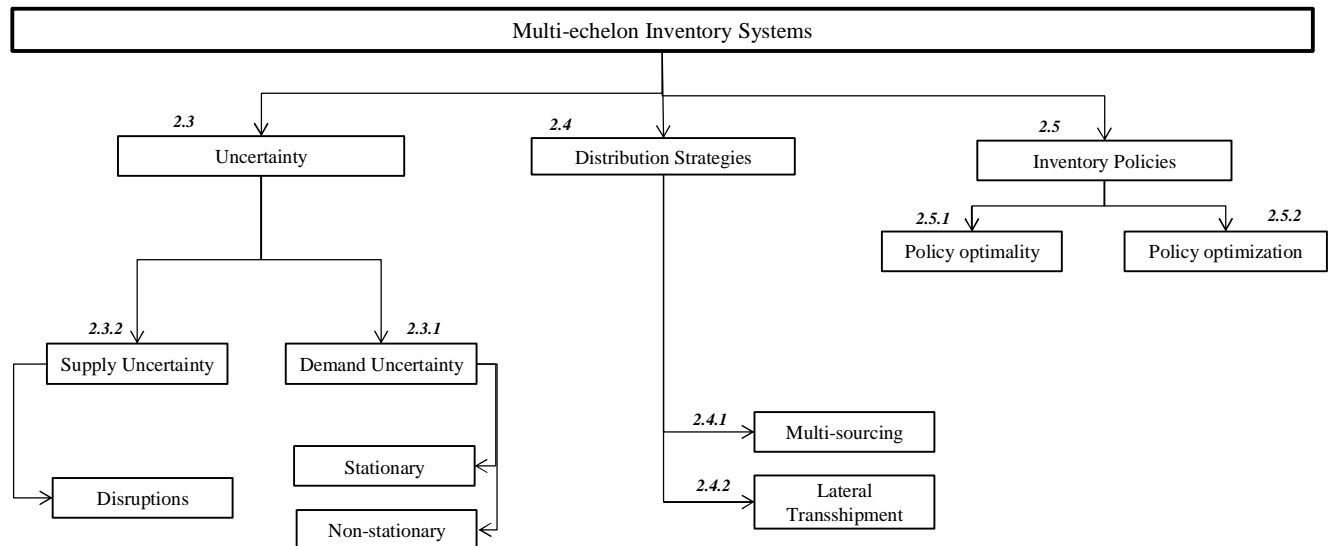 Multi-echelon Inventory Systems
2.3
Uncertainty
2.4
Distribution Strategies
2.5
Inventory Policies
2.5.1
Policy optimality
2.5.2
Policy optimization
2.3.2
Supply Uncertainty
2.3.1
Demand Uncertainty
Disruptions
Stationary
Non-stationary
2.4.1
Multi-sourcing
2.4.2
Lateral
Transshipment